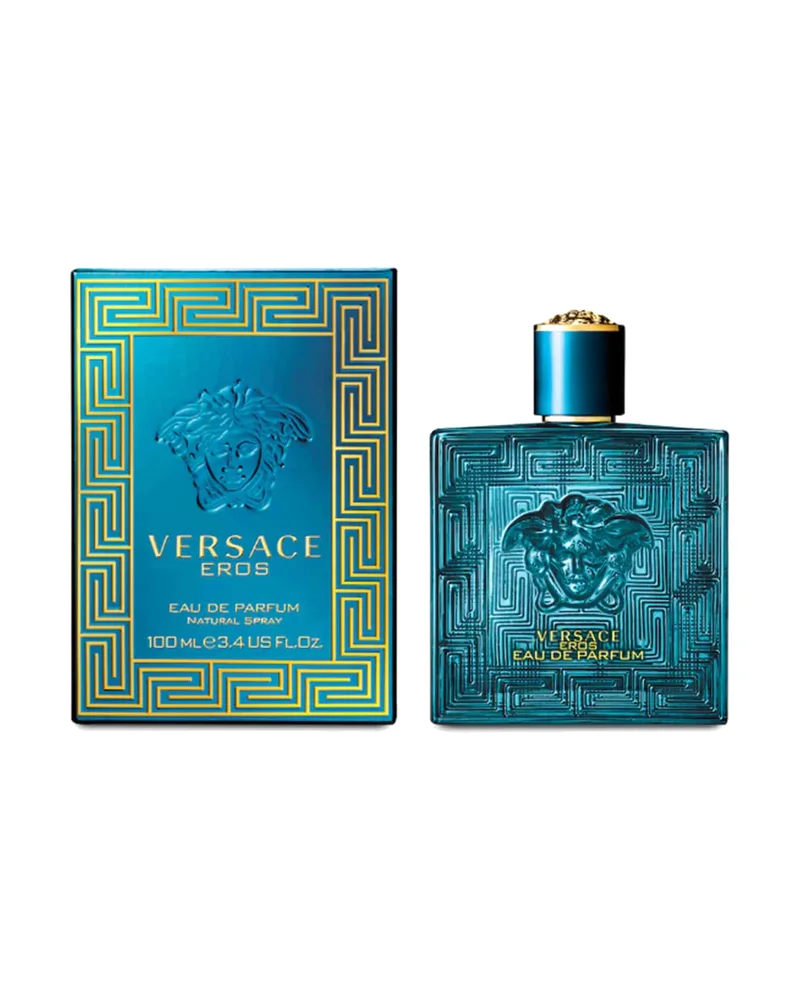 VERSACE
EROS
EAU DE PARFUM
NATURAL SPRAY
100 ML ℮ 3.4 US FL.OZ.
VERSACE
EROS
EAU DE PARFUM